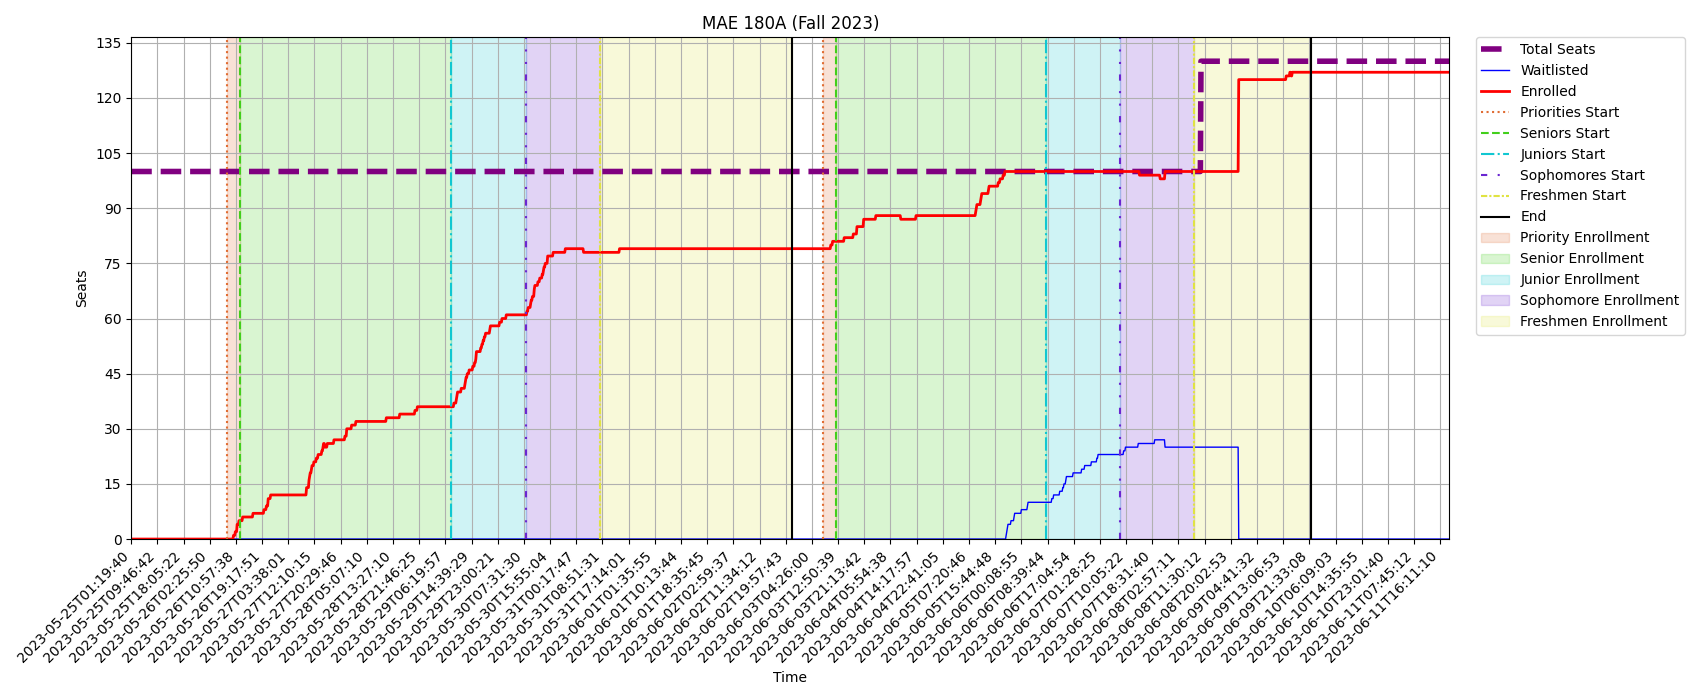 MAE 180A (Fall 2023)
135
120
105
90
75
60
45
30
15
0
Seats
2023-05-25T01:19:40
2023-05-25T09:46:42
2023-05-25T18:05:22
2023-05-26T02:25:50
2023-05-26T10:57:38
2023-05-26T19:17:51
2023-05-27T03:38:01
2023-05-27T12:10:15
2023-05-27T20:29:46
2023-05-28T05:07:10
2023-05-28T13:27:10
2023-05-28T21:46:25
2023-05-29T06:19:57
2023-05-29T14:39:29
2023-05-29T23:00:21
2023-05-30T07:31:30
2023-05-30T15:55:04
2023-05-31T00:17:47
2023-05-31T08:51:31
2023-05-31T17:14:01
2023-06-01T01:35:55
2023-06-01T10:13:44
2023-06-01T18:35:45
2023-06-02T02:59:37
2023-06-02T11:34:12
2023-06-02T19:57:43
2023-06-03T04:26:00
2023-06-03T12:50:39
2023-06-03T21:13:42
2023-06-04T05:54:38
2023-06-04T14:17:57
2023-06-04T22:41:05
2023-06-05T07:20:46
2023-06-05T15:44:48
2023-06-06T00:08:55
2023-06-06T08:39:44
2023-06-06T17:04:54
2023-06-07T01:28:25
2023-06-07T10:05:22
2023-06-07T18:31:40
2023-06-08T02:57:11
2023-06-08T11:30:12
2023-06-08T20:02:53
2023-06-09T04:41:32
2023-06-09T13:06:53
2023-06-09T21:33:08
2023-06-10T06:09:03
2023-06-10T14:35:55
2023-06-10T23:01:40
2023-06-11T07:45:12
2023-06-11T16:11:10
Time
Total Seats
Waitlisted
Enrolled
Priorities Start
Seniors Start
Juniors Start
Sophomores Start
Freshmen Start
End
Priority Enrollment
Senior Enrollment
Junior Enrollment
Sophomore Enrollment
Freshmen Enrollment